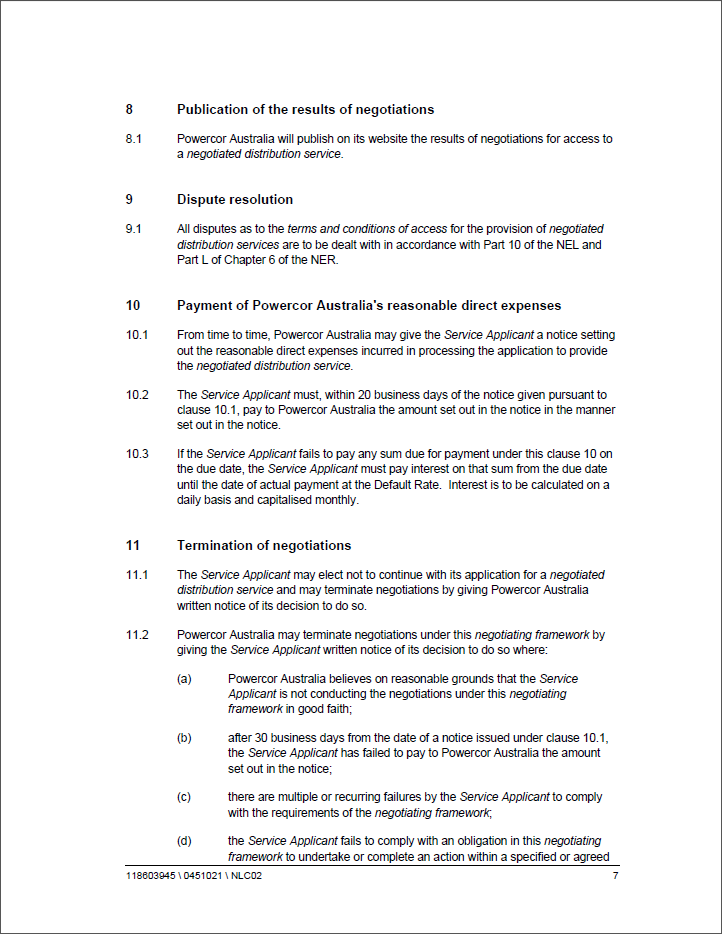 8 Publication of the results of negotiations
8.1 Powercor Australia will publish on its website the results of negotiations for access to
a negotiated distribution service.
9 Dispute resolution
9.1 All disputes as to the terms and conditions of access for the provision of negotiated
distribution services are to be dealt with in accordance with Part 10 of the NEL and
Part L of Chapter 6 of the NER.
10 Payment of Powercor Australia's reasonable direct expenses
10.1 From time to time, Powercor Australia may give the Service Applicant a notice setting
out the reasonable direct expenses incurred in processing the application to provide
the negotiated distribution service.
10.2 The Service Applicant must, within 20 business days of the notice given pursuant to
clause 10.1, pay to Powercor Australia the amount set out in the notice in the manner
set out in the notice.
10.3 If the Service Applicant fails to pay any sum due for payment under this clause 10 on
the due date, the Service Applicant must pay interest on that sum from the due date
until the date of actual payment at the Default Rate. Interest is to be calculated on a
daily basis and capitalised monthly.
11 Termination of negotiations
11.1 The Service Applicant may elect not to continue with its application for a negotiated
distribution service and may terminate negotiations by giving Powercor Australia
written notice of its decision to do so.
11.2 Powercor Australia may terminate negotiations under this negotiating framework by
giving the Service Applicant written notice of its decision to do so where:
(a) Powercor Australia believes on reasonable grounds that the Service
Applicant is not conducting the negotiations under this negotiating
framework in good faith;
(b) after 30 business days from the date of a notice issued under clause 10.1,
the Service Applicant has failed to pay to Powercor Australia the amount
set out in the notice;
(c) there are multiple or recurring failures by the Service Applicant to comply
with the requirements of the negotiating framework;
(d) the Service Applicant fails to comply with an obligation in this negotiating
framework to undertake or complete an action within a specified or agreed
118603945 \ 0451021 \ NLC02 7